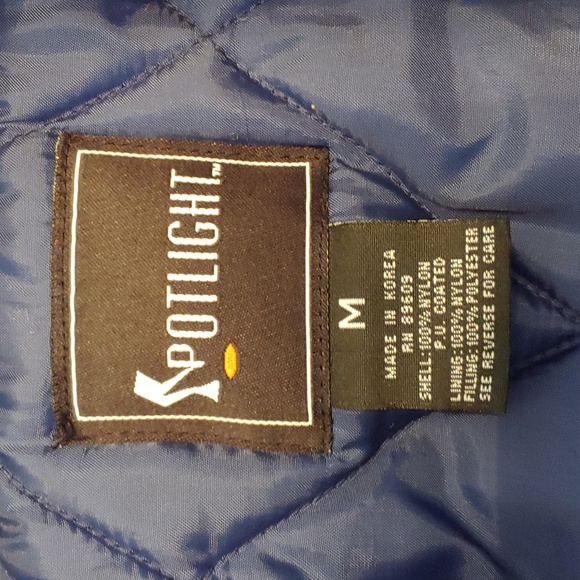 SPOTLIGHT™
M
MADE IN KOREA
RN 89609
SHELL:100% NYLON
P.U. COATED
LINING:100% NYLON
FILLING:100% POLYESTER
SEE REVERSE FOR CARE